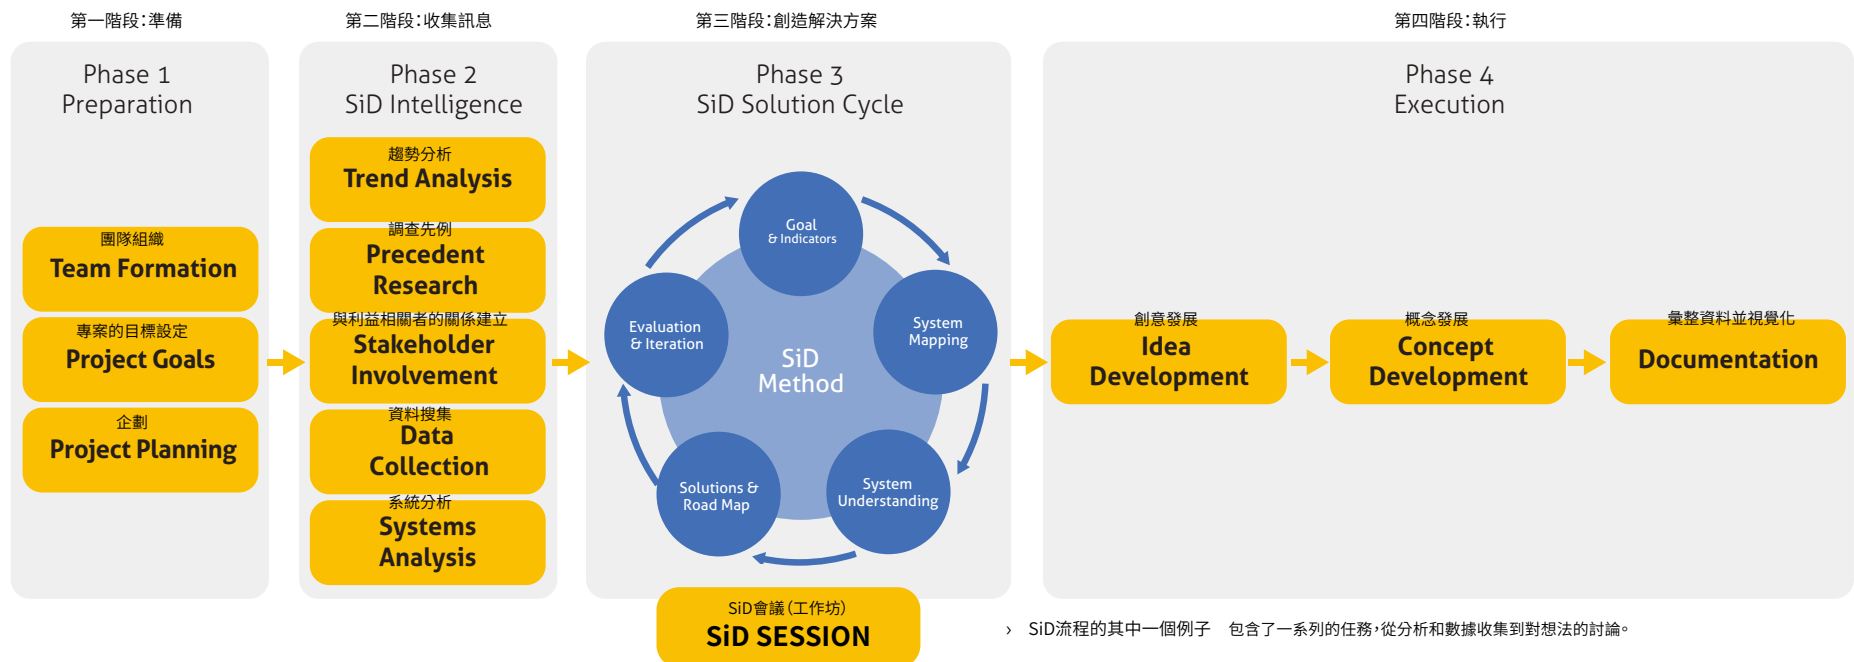 第一階段：準備
Phase 1
Preparation
團隊組織
Team Formation
專案的目標設定
Project Goals
企劃
Project Planning
第二階段：收集訊息
Phase 2
SiD Intelligence
趨勢分析
Trend Analysis
調查先例
Precedent
Research
與利益相關者的關係建立
Stakeholder
Involvement
資料搜集
Data
Collection
系統分析
Systems
Analysis
第三階段：創造解決方案
Phase 3
SiD Solution Cycle
Goal
& Indicators
System
Mapping
System
Understanding
Solutions &
Road Map
Evaluation
& Iteration
SiD
Method
SiD會議（工作坊）
SiD SESSION
第四階段：執行
Phase 4
Execution
創意發展
Idea
Development
概念發展
Concept
Development
彙整資料並視覺化
Documentation
› SiD流程的其中一個例子 包含了一系列的任務，從分析和數據收集到對想法的討論。